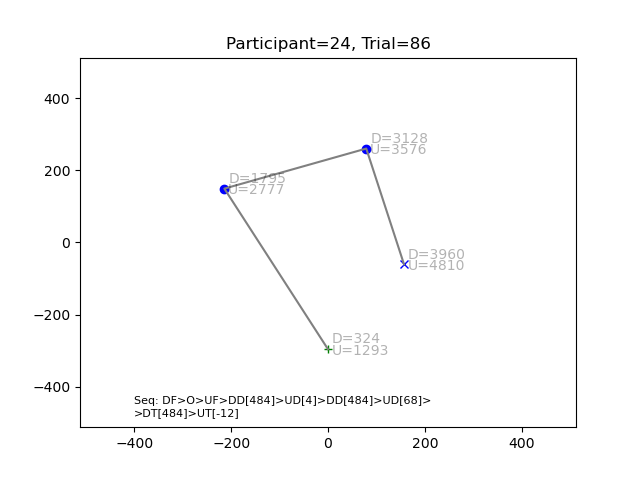 Participant=24, Trial=86
400
200
0
−200
−400
D=3128
U=3576
D=1795
U=2777
D=3960
U=4810
D=324
U=1293
Seq: DF>O>UF>DD[484]>UD[4]>DD[484]>UD[68]>
>DT[484]>UT[-12]
−400 −200 0 200 400